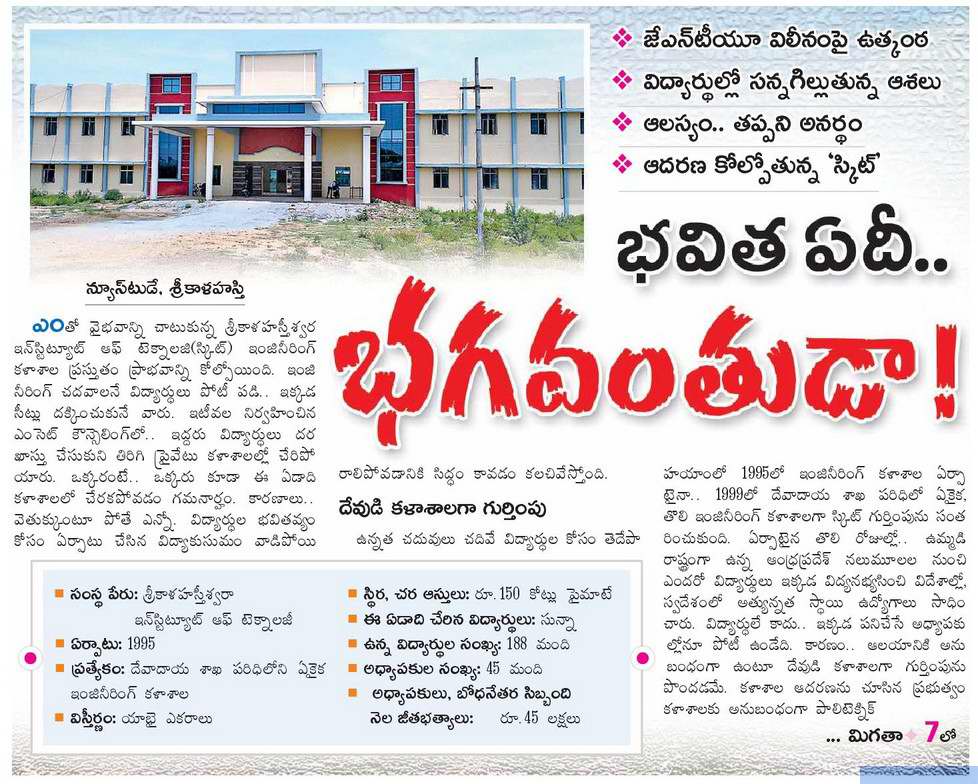 ❖ జేఎన్‌టీయూ విలీనంపై ఉత్కంఠ
❖ విద్యార్థుల్లో సన్నగిల్లుతున్న ఆశలు
❖ ఆలస్యం.. తప్పని అనర్థం
❖ ఆదరణ కోల్పోతున్న ‘స్కిట్’
భవిత ఏదీ..
భగవంతుడా!
న్యూస్‌టుడే, శ్రీకాళహస్తి
ఎంతో వైభవాన్ని చాటుకున్న శ్రీకాళహస్తీశ్వర
ఇన్‌స్టిట్యూట్ ఆఫ్ టెక్నాలజి(స్కిట్) ఇంజినీరింగ్
కళాశాల ప్రస్తుతం ప్రాభవాన్ని కోల్పోయింది. ఇంజి
నీరింగ్ చదవాలనే విద్యార్థులు పోటీ పడి.. ఇక్కడ
సీట్లు దక్కించుకునే వారు. ఇటీవల నిర్వహించిన
ఎంసెట్ కౌన్సెలింగ్‌లో.. ఇద్దరు విద్యార్థులు దర
ఖాస్తు చేసుకుని తిరిగి ప్రైవేటు కళాశాలల్లో చేరిపో
యారు. ఒక్కరంటే.. ఒక్కరు కూడా ఈ ఏడాది
కళాశాలలో చేరకపోవడం గమనార్హం. కారణాలు..
వెతుక్కుంటూ పోతే ఎన్నో. విద్యార్థుల భవితవ్యం
కోసం ఏర్పాటు చేసిన విద్యాకుసుమం వాడిపోయి
రాలిపోవడానికి సిద్ధం కావడం కలచివేస్తోంది.
దేవుడి కళాశాలగా గుర్తింపు
ఉన్నత చదువులు చదివే విద్యార్థుల కోసం తెదేపా
హయాంలో 1995లో ఇంజినీరింగ్ కళాశాల ఏర్పా
టైనా.. 1999లో దేవాదాయ శాఖ పరిధిలో ఏకైక,
తొలి ఇంజినీరింగ్ కళాశాలగా స్కిట్ గుర్తింపును సంత
రించుకుంది. ఏర్పాటైన తొలి రోజుల్లో.. ఉమ్మడి
రాష్ట్రంగా ఉన్న ఆంధ్రప్రదేశ్ నలుమూలల నుంచి
ఎందరో విద్యార్థులు ఇక్కడ విద్యనభ్యసించి విదేశాల్లో,
స్వదేశంలో అత్యున్నత స్థాయి ఉద్యోగాలు సాధిం
చారు. విద్యార్థులే కాదు.. ఇక్కడ పనిచేసే అధ్యాపకు
ల్లోనూ పోటీ ఉండేది. కారణం.. ఆలయానికి అను
బంధంగా ఉంటూ దేవుడి కళాశాలగా గుర్తింపును
పొందడమే. కళాశాల ఆదరణను చూసిన ప్రభుత్వం
కళాశాలకు అనుబంధంగా పాలిటెక్నిక్
... మిగతా 7లో
■ సంస్థ పేరు: శ్రీకాళహస్తీశ్వరా
ఇన్‌స్టిట్యూట్ ఆఫ్ టెక్నాలజీ
■ ఏర్పాటు: 1995
■ ప్రత్యేకం: దేవాదాయ శాఖ పరిధిలోని ఏకైక
ఇంజినీరింగ్ కళాశాల
■ విస్తీర్ణం: యాభై ఎకరాలు
■ స్థిర, చర ఆస్తులు: రూ.150 కోట్లు పైమాటే
■ ఈ ఏడాది చేరిన విద్యార్థులు: సున్నా
■ ఉన్న విద్యార్థుల సంఖ్య: 188 మంది
■ అధ్యాపకుల సంఖ్య: 45 మంది
■ అధ్యాపకులు, బోధనేతర సిబ్బంది
నెల జీతభత్యాలు: రూ.45 లక్షలు